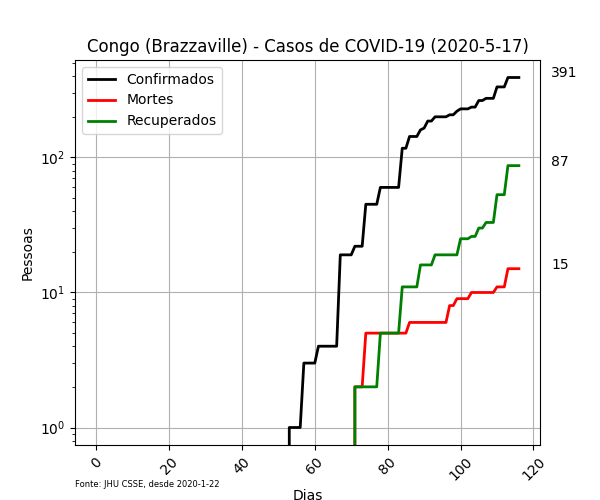 Congo (Brazzaville) - Casos de COVID-19 (2020-5-17)
Confirmados
Mortes
Recuperados
391
87
15
Pessoas
10²
10¹
10⁰
0 20 40 60 80 100 120
Fonte: JHU CSSE, desde 2020-1-22
Dias